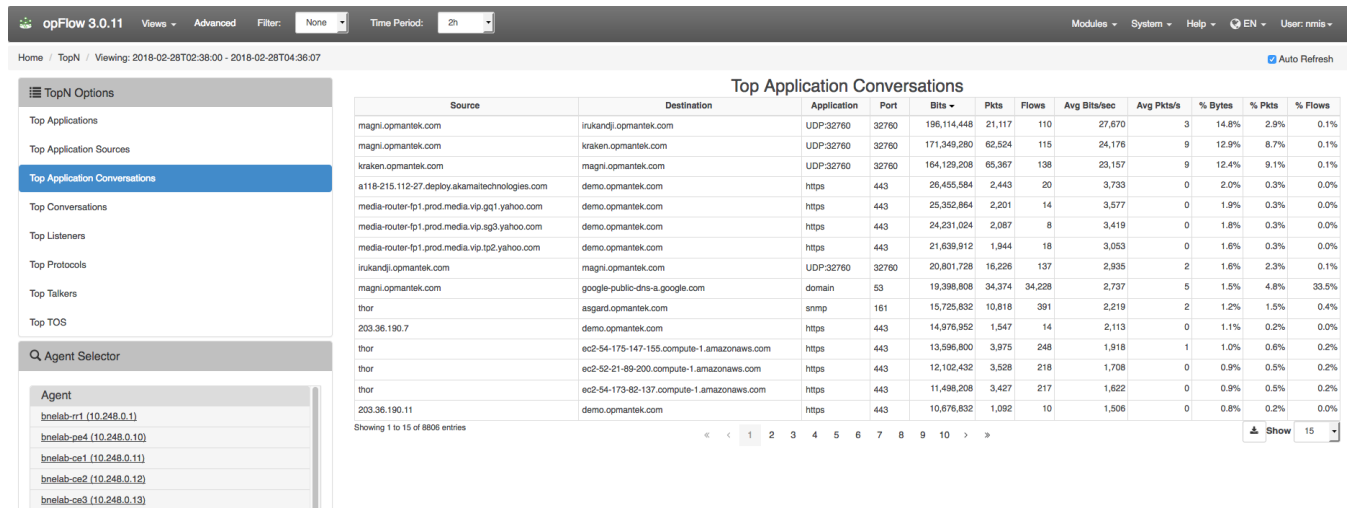 opFlow 3.0.11 Views Advanced Filter: None Time Period: 2h Modules System Help EN User: nmis
Home / TopN / Viewing: 2018-02-28T02:38:00 - 2018-02-28T04:36:07 Auto Refresh
TopN Options
Top Applications
Top Application Sources
Top Application Conversations
Top Conversations
Top Listeners
Top Protocols
Top Talkers
Top TOS
Agent Selector
Agent
bnelab-rr1 (10.248.0.1)
bnelab-pe4 (10.248.0.10)
bnelab-ce1 (10.248.0.11)
bnelab-ce2 (10.248.0.12)
bnelab-ce3 (10.248.0.13)
Top Application Conversations
Source Destination Application Port Bits Pkts Flows Avg Bits/sec Avg Pkts/s % Bytes % Pkts % Flows
magni.opmantek.com irukandji.opmantek.com UDP:32760 32760 196,114,448 21,117 110 27,670 3 14.8% 2.9% 0.1%
magni.opmantek.com kraken.opmantek.com UDP:32760 32760 171,349,280 62,524 115 24,176 9 12.9% 8.7% 0.1%
kraken.opmantek.com magni.opmantek.com UDP:32760 32760 164,129,208 65,367 138 23,157 9 12.4% 9.1% 0.1%
a118-215.112-27.deploy.akamaitechnologies.com demo.opmantek.com https 443 26,455,584 2,443 20 3,733 0 2.0% 0.3% 0.0%
media-router-fp1.prod.media.vip.gq1.yahoo.com demo.opmantek.com https 443 25,352,864 2,201 14 3,577 0 1.9% 0.3% 0.0%
media-router-fp1.prod.media.vip.sg3.yahoo.com demo.opmantek.com https 443 24,231,024 2,087 8 3,419 0 1.8% 0.3% 0.0%
media-router-fp1.prod.media.vip.tp2.yahoo.com demo.opmantek.com https 443 21,639,912 1,944 18 3,053 0 1.6% 0.3% 0.0%
irukandji.opmantek.com magni.opmantek.com UDP:32760 32760 20,801,728 16,226 137 2,935 2 1.6% 2.3% 0.1%
magni.opmantek.com google-public-dns-a.google.com domain 53 19,398,808 34,374 34,228 2,737 5 1.5% 4.8% 33.5%
thor asgard.opmantek.com snmp 161 15,725,832 10,818 391 2,219 2 1.2% 1.5% 0.4%
203.36.190.7 demo.opmantek.com https 443 14,976,952 1,547 14 2,113 0 1.1% 0.2% 0.0%
thor ec2-54-175-147-155.compute-1.amazonaws.com https 443 13,596,800 3,975 248 1,918 1 1.0% 0.6% 0.2%
thor ec2-52-21-89-200.compute-1.amazonaws.com https 443 12,102,432 3,528 218 1,708 0 0.9% 0.5% 0.2%
thor ec2-54-173-82-137.compute-1.amazonaws.com https 443 11,498,208 3,427 217 1,622 0 0.9% 0.5% 0.2%
203.36.190.11 demo.opmantek.com https 443 10,676,832 1,092 10 1,506 0 0.8% 0.2% 0.0%
Showing 1 to 15 of 8806 entries « ‹ 1 2 3 4 5 6 7 8 9 10 › » Show 15